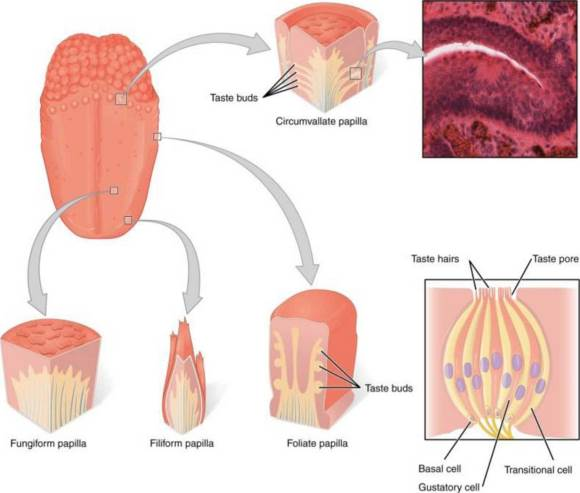 Taste buds
Circumvallate papilla
Taste hairs
Taste pore
Taste buds
Fungiform papilla
Filiform papilla
Foliate papilla
Basal cell
Transitional cell
Gustatory cell